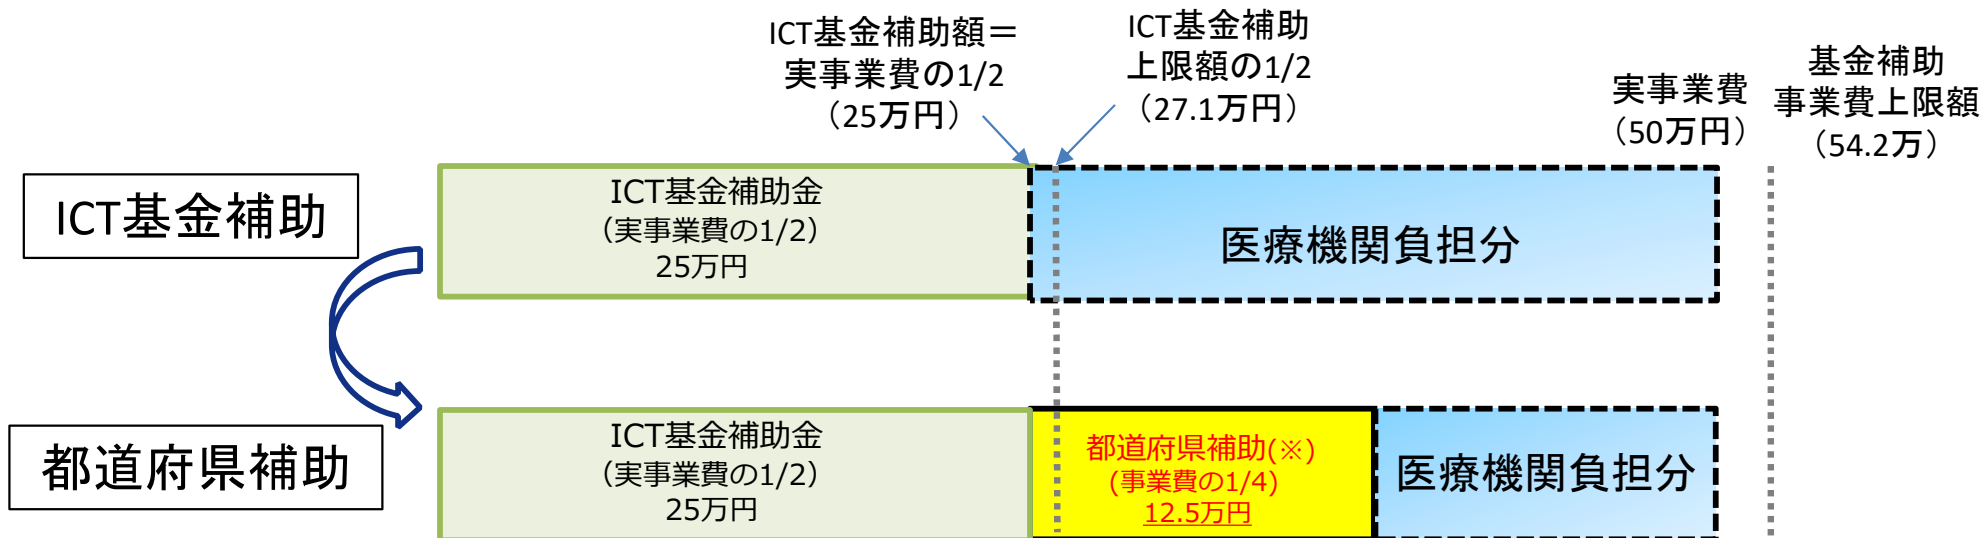 ICT基金補助額＝
実事業費の1/2
（25万円）
ICT基金補助
上限額の1/2
（27.1万円）
実事業費
（50万円）
基金補助
事業費上限額
（54.2万）
ICT基金補助
ICT基金補助金
（実事業費の1/2）
25万円
医療機関負担分
都道府県補助
ICT基金補助金
（実事業費の1/2）
25万円
都道府県補助(※)
(事業費の1/4)
12.5万円
医療機関負担分